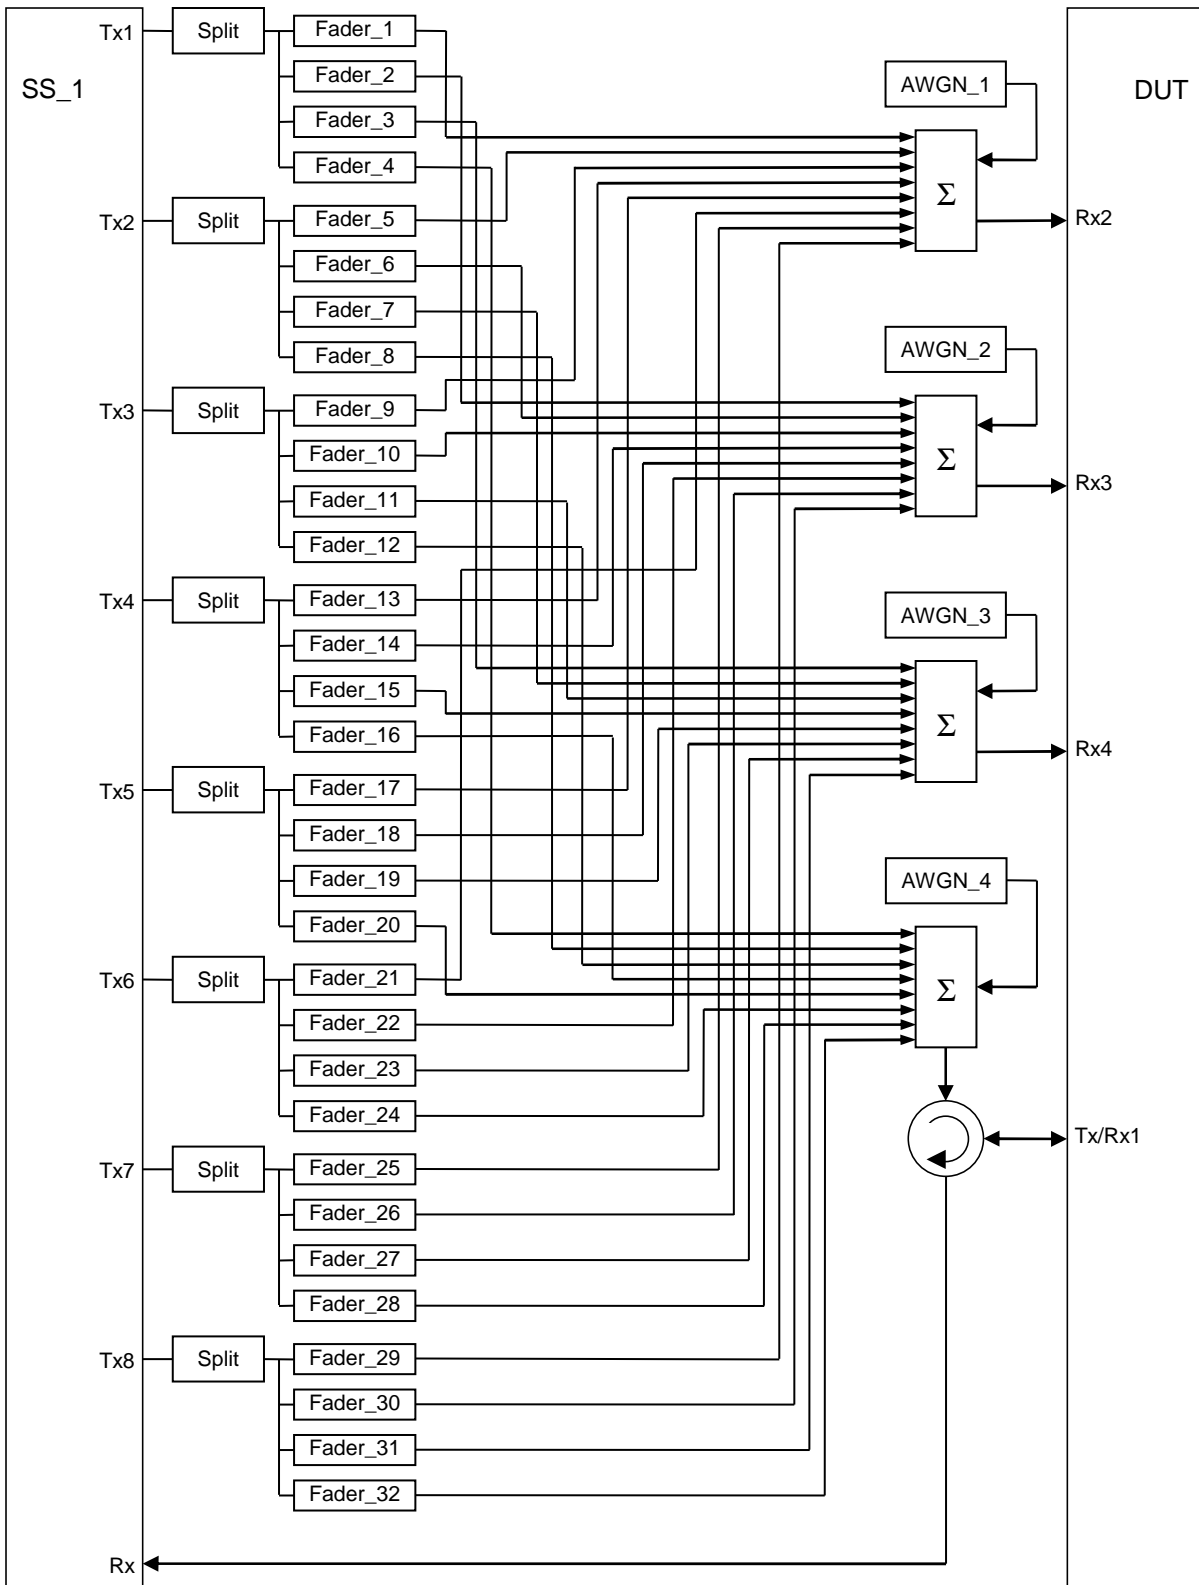 SS_1
DUT
Tx1
Split
Fader_1
Fader_2
Fader_3
Fader_4
Tx2
Split
Fader_5
Fader_6
Fader_7
Fader_8
Tx3
Split
Fader_9
Fader_10
Fader_11
Fader_12
Tx4
Split
Fader_13
Fader_14
Fader_15
Fader_16
Tx5
Split
Fader_17
Fader_18
Fader_19
Fader_20
Tx6
Split
Fader_21
Fader_22
Fader_23
Fader_24
Tx7
Split
Fader_25
Fader_26
Fader_27
Fader_28
Tx8
Split
Fader_29
Fader_30
Fader_31
Fader_32
Rx
AWGN_1
Σ
Rx2
AWGN_2
Σ
Rx3
AWGN_3
Σ
Rx4
AWGN_4
Σ
Tx/Rx1